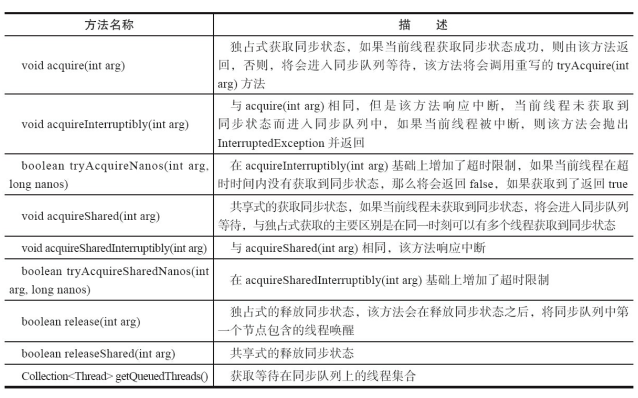 方法名称 描 述
void acquire(int arg)
独占式获取同步状态，如果当前线程获取同步状态成功，则由该方法返
回，否则，将会进入同步队列等待，该方法将会调用重写的 tryAcquire(int
arg) 方法
void acquireInterruptibly(int arg)
与 acquire(int arg) 相同，但是该方法响应中断，当前线程未获取到
同步状态而进入同步队列中，如果当前线程被中断，则该方法会抛出
InterruptedException 并返回
boolean tryAcquireNanos(int arg,
long nanos)
在 acquireInterruptibly(int arg) 基础上增加了超时限制，如果当前线程在超
时时间内没有获取到同步状态，那么将会返回 false，如果获取到了返回 true
void acquireShared(int arg)
共享式的获取同步状态，如果当前线程未获取到同步状态，将会进入同步队列
等待，与独占式获取的主要区别是在同一时刻可以有多个线程获取到同步状态
void acquireSharedInterruptibly(int arg)
与 acquireShared(int arg) 相同，该方法响应中断
boolean tryAcquireSharedNanos(int
arg, long nanos)
在 acquireSharedInterruptibly(int arg) 基础上增加了超时限制
boolean release(int arg)
独占式的释放同步状态，该方法会在释放同步状态之后，将同步队列中第
一个节点包含的线程唤醒
boolean releaseShared(int arg)
共享式的释放同步状态
Collection<Thread> getQueuedThreads()
获取等待在同步队列上的线程集合